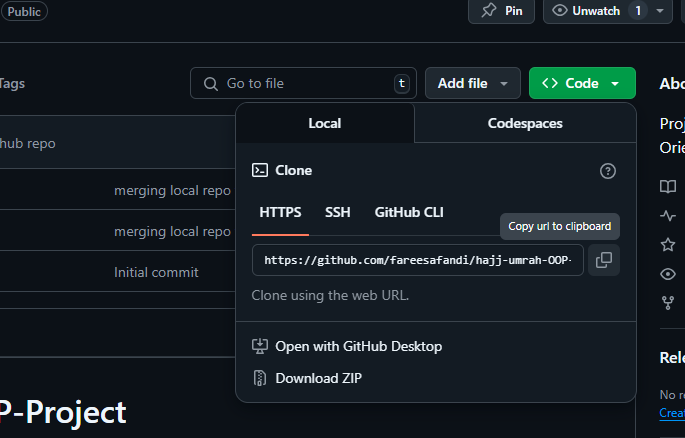 Public
Pin
Unwatch 1
Tags
Go to file
t
Add file
Code
Abo
Local
Codespaces
hub repo
Proj
Orie
Clone
merging local repo
HTTPS
SSH
GitHub CLI
Copy url to clipboard
merging local repo
https://github.com/fareesafandi/hajj-umrah-OOP-
Initial commit
Clone using the web URL.
Open with GitHub Desktop
Rele
Download ZIP
No re
Creat
P-Project